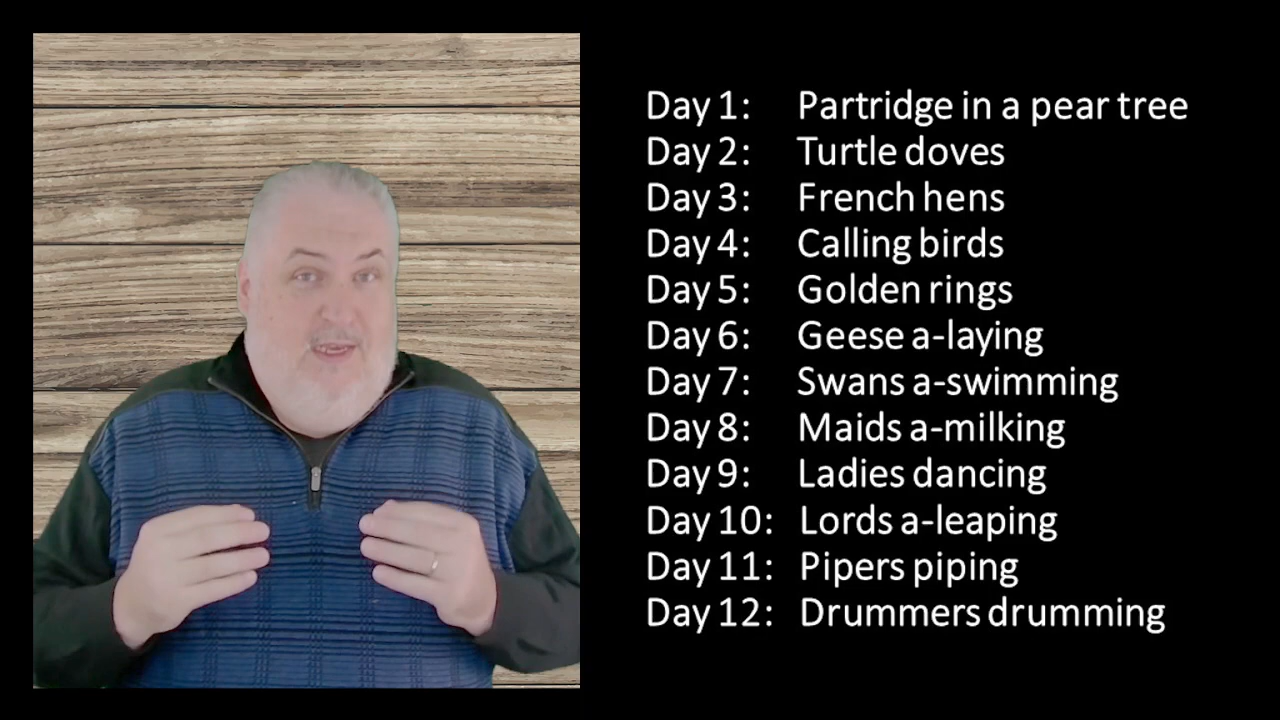 Day 1: Partridge in a pear tree
Day 2: Turtle doves
Day 3: French hens
Day 4: Calling birds
Day 5: Golden rings
Day 6: Geese a-laying
Day 7: Swans a-swimming
Day 8: Maids a-milking
Day 9: Ladies dancing
Day 10: Lords a-leaping
Day 11: Pipers piping
Day 12: Drummers drumming